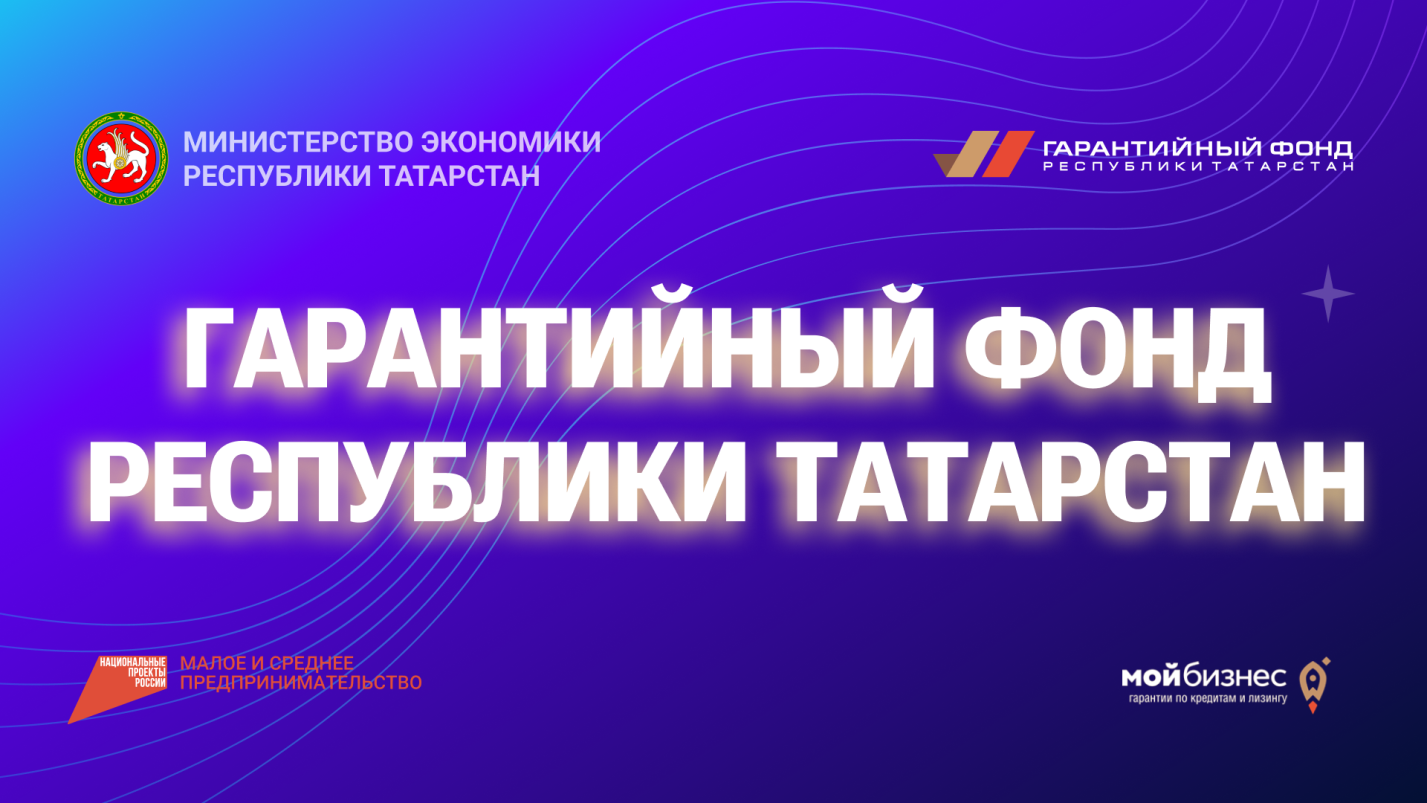 МИНИСТЕРСТВО ЭКОНОМИКИ
РЕСПУБЛИКИ ТАТАРСТАН
ТАТАРСТАН
ГАРАНТИЙНЫЙ ФОНД
РЕСПУБЛИКИ ТАТАРСТАН
ГАРАНТИЙНЫЙ ФОНД
РЕСПУБЛИКИ ТАТАРСТАН
НАЦИОНАЛЬНЫЕ
ПРОЕКТЫ
РОССИИ
МАЛОЕ И СРЕДНЕЕ
ПРЕДПРИНИМАТЕЛЬСТВО
мойбизнес
гарантии по кредитам и лизингу